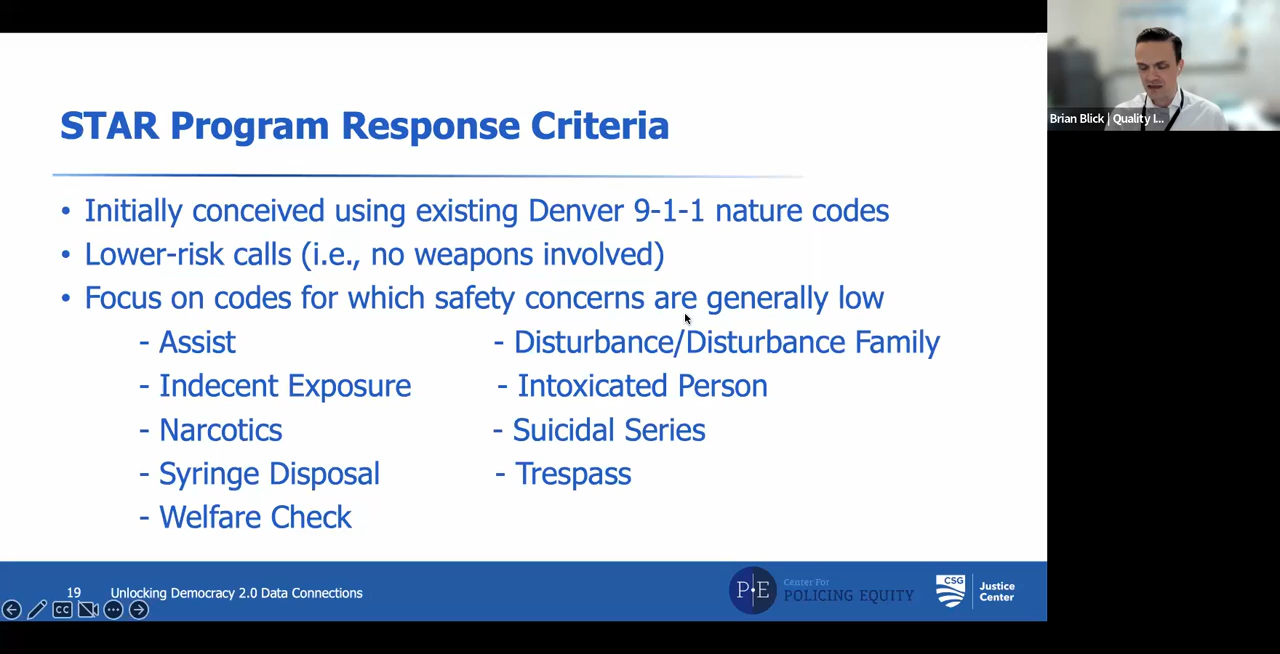 STAR Program Response Criteria
• Initially conceived using existing Denver 9-1-1 nature codes
• Lower-risk calls (i.e., no weapons involved)
• Focus on codes for which safety concerns are generally low
- Assist
- Disturbance/Disturbance Family
- Indecent Exposure
- Intoxicated Person
- Narcotics
- Suicidal Series
- Syringe Disposal
- Trespass
- Welfare Check
19 Unlocking Democracy 2.0 Data Connections
P E
Center For
POLICING EQUITY
CSG
Justice
Center
CC
Brian Blick | Quality I...